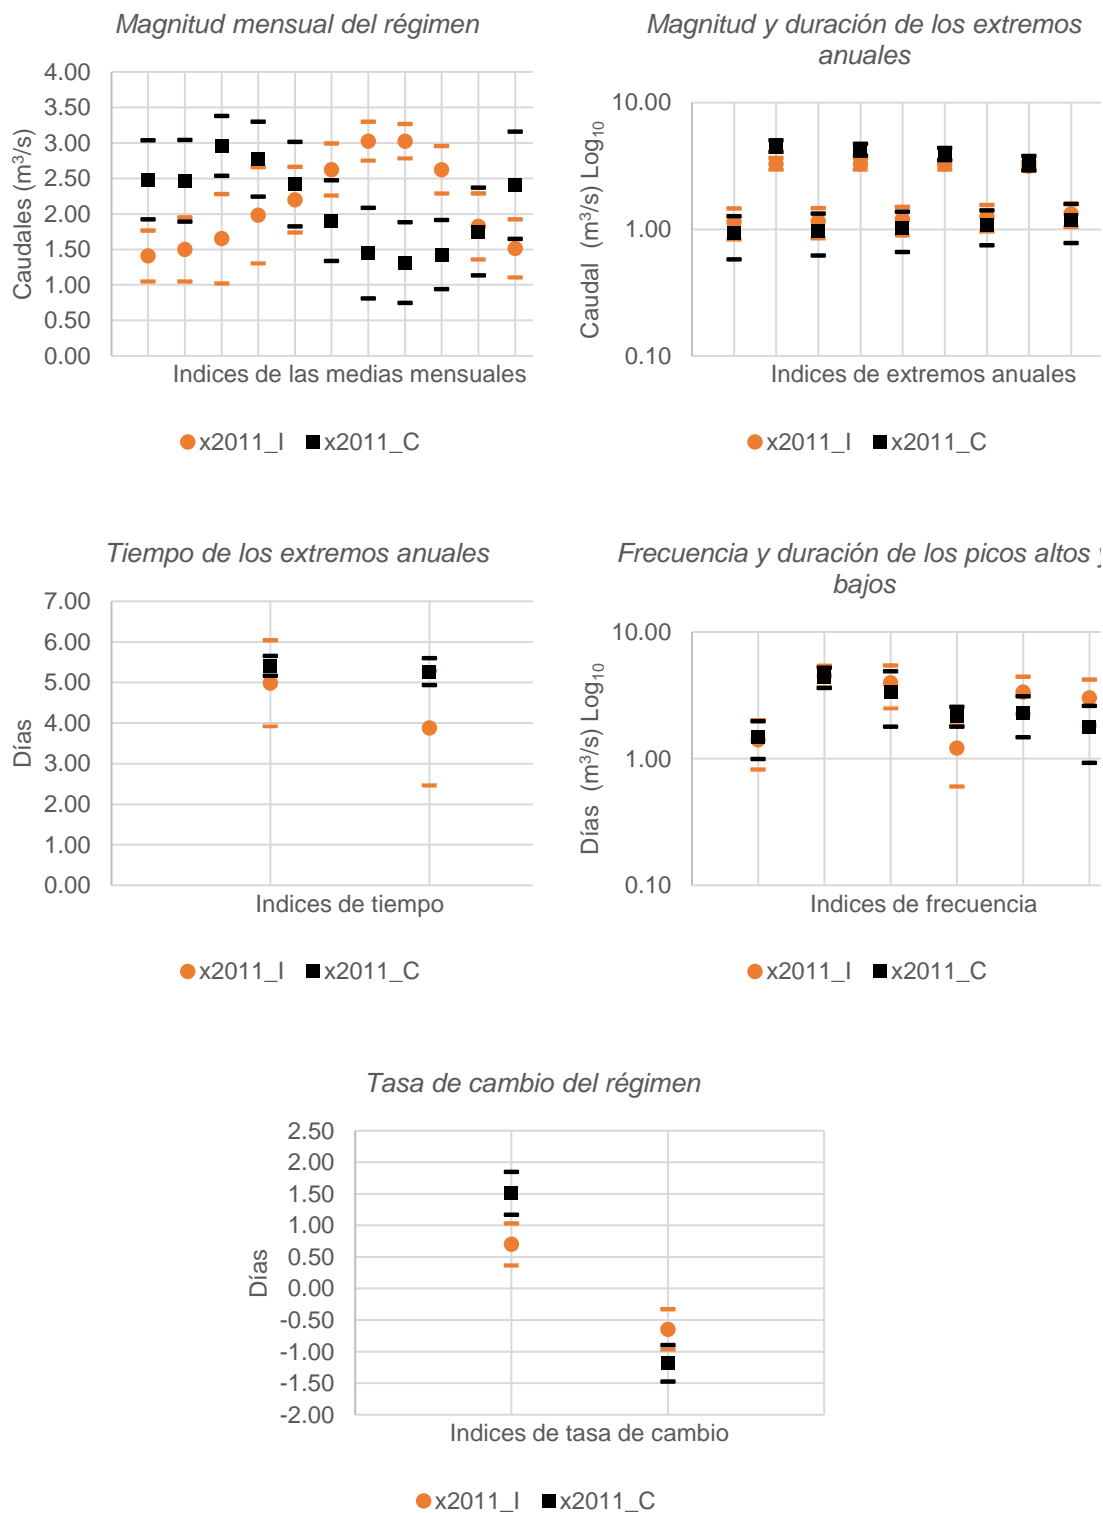 Magnitud mensual del régimen
4.00
3.50
3.00
2.50
2.00
1.50
1.00
0.50
0.00
Caudales (m³/s)
Indices de las medias mensuales
x2011_I x2011_C
Magnitud y duración de los extremos
anuales
10.00
1.00
0.10
Caudal (m³/s) Log₁₀
Indices de extremos anuales
x2011_I x2011_C
Tiempo de los extremos anuales
7.00
6.00
5.00
4.00
3.00
2.00
1.00
0.00
Días
Indices de tiempo
x2011_I x2011_C
Frecuencia y duración de los picos altos y
bajos
10.00
1.00
0.10
Días (m³/s) Log₁₀
Indices de frecuencia
x2011_I x2011_C
Tasa de cambio del régimen
2.50
2.00
1.50
1.00
0.50
0.00
-0.50
-1.00
-1.50
-2.00
Días
Indices de tasa de cambio
x2011_I x2011_C